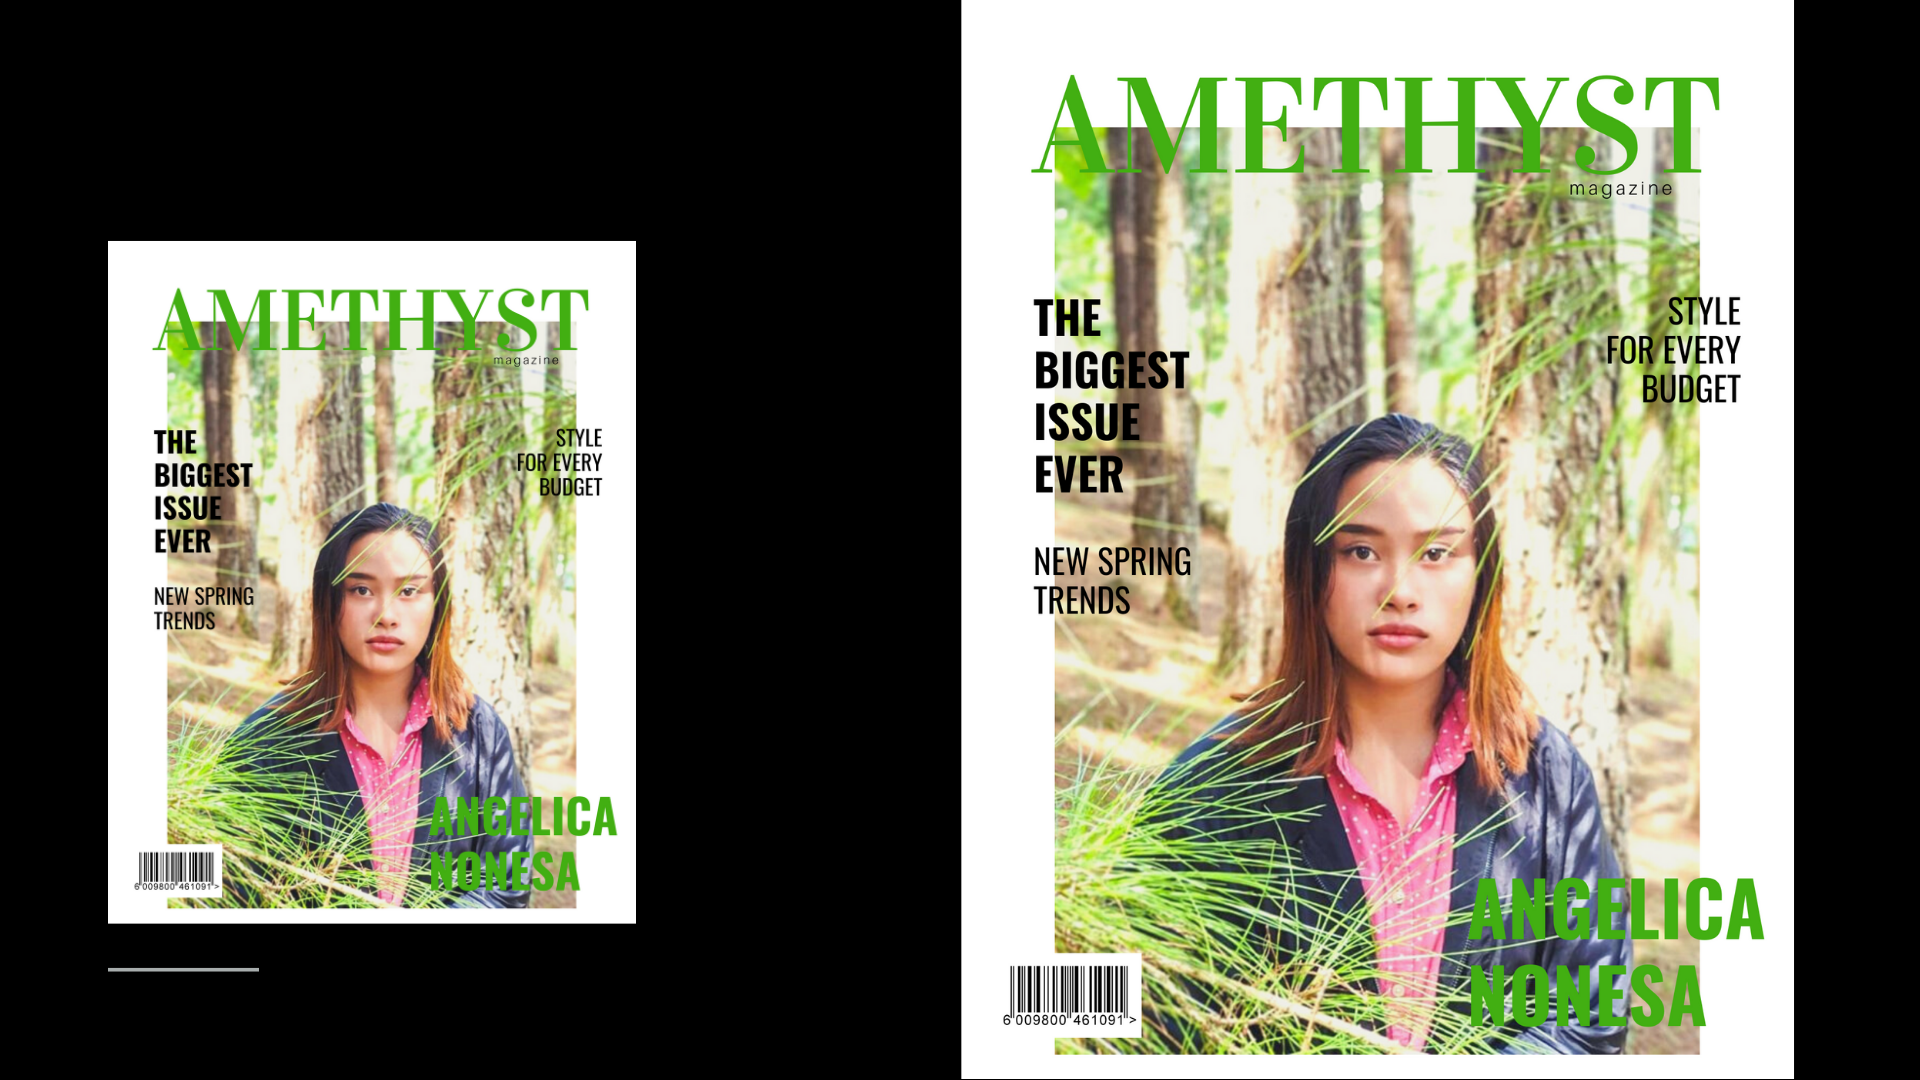 AMETHYST
magazine
THE
BIGGEST
ISSUE
EVER
STYLE
FOR EVERY
BUDGET
NEW SPRING
TRENDS
ANGELICA
NONESA
6 009800 461091 >
AMETHYST
magazine
THE
BIGGEST
ISSUE
EVER
STYLE
FOR EVERY
BUDGET
NEW SPRING
TRENDS
ANGELICA
NONESA
6 009800 461091 >